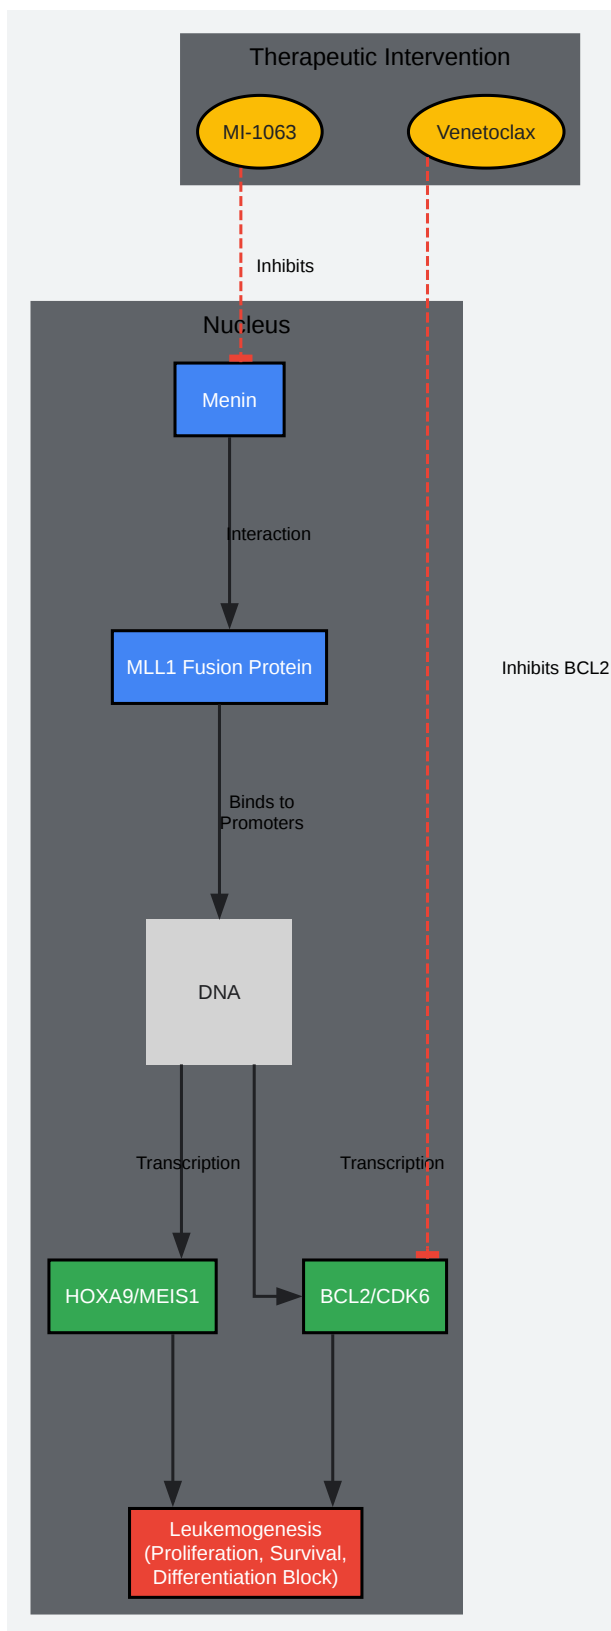 Therapeutic Intervention
MI-1063
Venetoclax
Inhibits
Nucleus
Menin
Interaction
MLL1 Fusion Protein
Inhibits BCL2
Binds to
Promoters
DNA
Transcription
Transcription
HOXA9/MEIS1
BCL2/CDK6
Leukemogenesis
(Proliferation, Survival,
Differentiation Block)